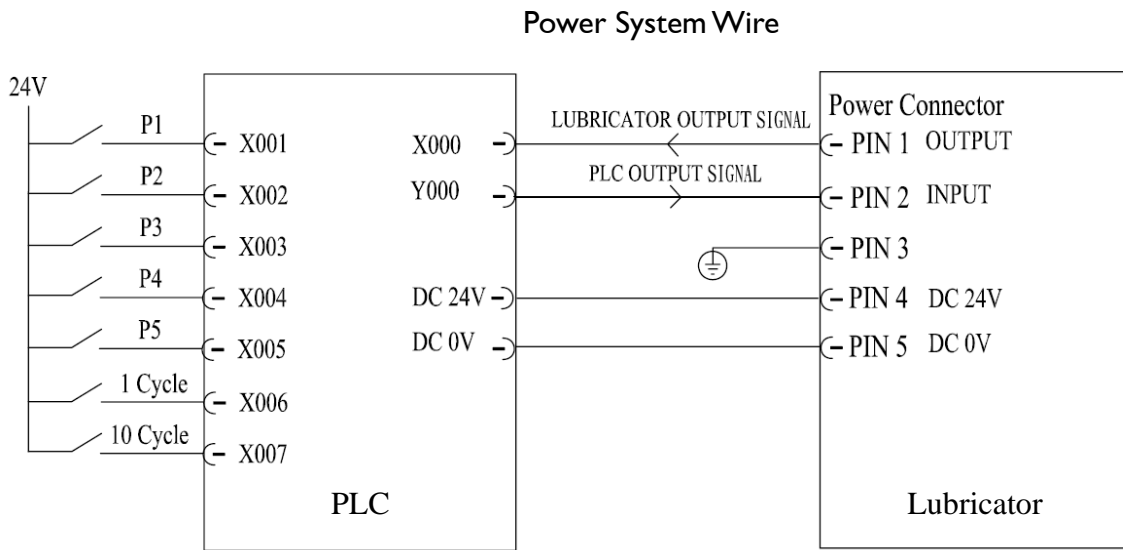 Power System Wire
24V
P1
X001
P2
X002
P3
X003
P4
X004
P5
X005
1 Cycle
X006
10 Cycle
X007
X000
Y000
DC 24V
DC 0V
PLC
LUBRICATOR OUTPUT SIGNAL
PLC OUTPUT SIGNAL
Power Connector
PIN 1 OUTPUT
PIN 2 INPUT
PIN 3
PIN 4 DC 24V
PIN 5 DC 0V
Lubricator